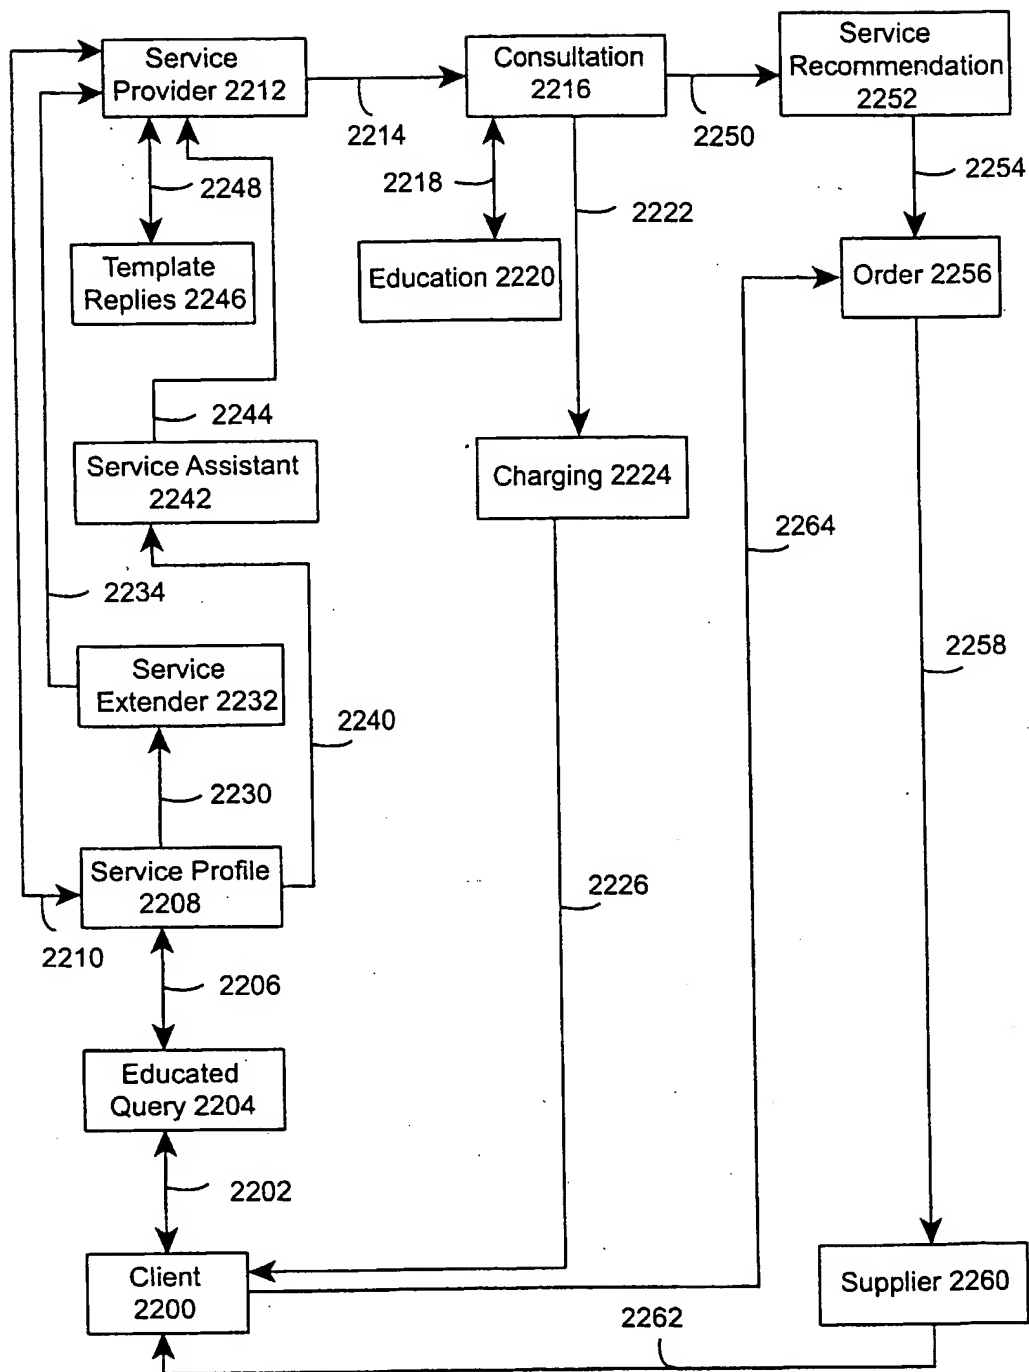 Service
Provider 2212
Consultation
2216
Service
Recommendation
2252
2214
2250
2248
2218
2222
2254
Template
Replies 2246
Education 2220
Order 2256
2244
Service Assistant
2242
Charging 2224
2264
2234
2258
Service
Extender 2232
2240
2230
Service Profile
2208
2226
2210
2206
Educated
Query 2204
2202
Client
2200
Supplier 2260
2262